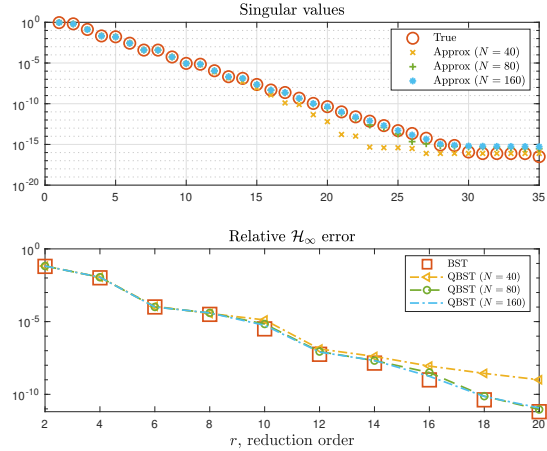 Singular values
10^0
10^-5
10^-10
10^-15
10^-20
0 5 10 15 20 25 30 35
True
Approx (N = 40)
Approx (N = 80)
Approx (N = 160)
Relative H∞ error
10^0
10^-5
10^-10
2 4 6 8 10 12 14 16 18 20
BST
QBST (N = 40)
QBST (N = 80)
QBST (N = 160)
r, reduction order